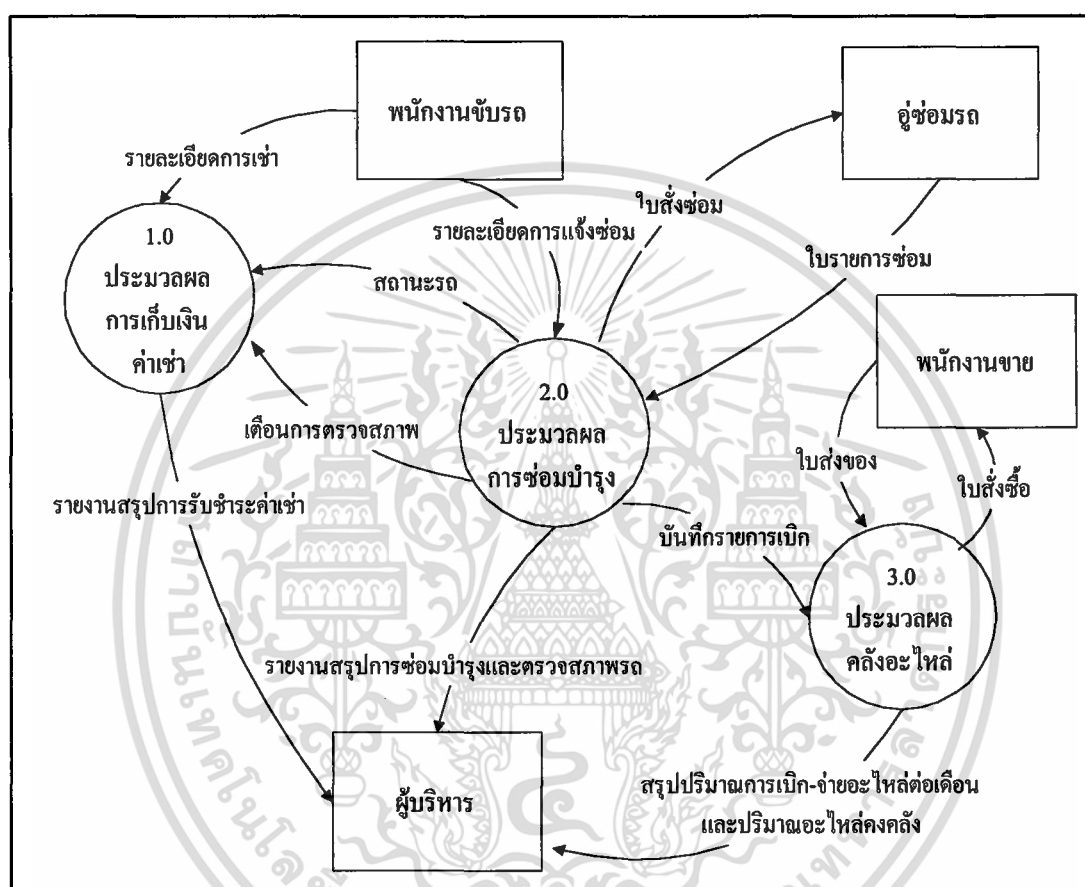 พนักงานขับรถ
อู่ซ่อมรถ
รายละเอียดการเช่า
ใบสั่งซ่อม
1.0
ประมวลผล
การเก็บเงิน
ค่าเช่า
รายละเอียดการแจ้งซ่อม
ใบรายการซ่อม
สถานะรถ
พนักงานขาย
2.0
ประมวลผล
การซ่อมบำรุง
เตือนการตรวจสภาพ
ใบส่งของ
ใบสั่งซื้อ
รายงานสรุปการรับชำระค่าเช่า
บันทึกรายการเบิก
3.0
ประมวลผล
คลังอะไหล่
รายงานสรุปการซ่อมบำรุงและตรวจสภาพรถ
ผู้บริหาร
สรุปปริมาณการเบิก-จ่ายอะไหล่ต่อเดือน
และปริมาณอะไหล่คงคลัง